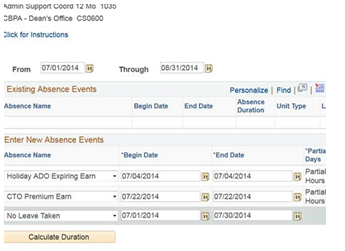 Admin Support Coord 12 Mo 1035
CBPA - Dean's Office CS0600
Click for Instructions
From 07/01/2014 Through 08/31/2014
Existing Absence Events Personalize | Find |
Absence Name Begin Date End Date Absence Duration Unit Type L
Enter New Absence Events
Absence Name *Begin Date *End Date *Partia Days
Holiday ADO Expiring Earn 07/04/2014 07/04/2014 Partial Hours
CTO Premium Earn 07/22/2014 07/22/2014 Partial Hours
No Leave Taken 07/01/2014 07/30/2014
Calculate Duration